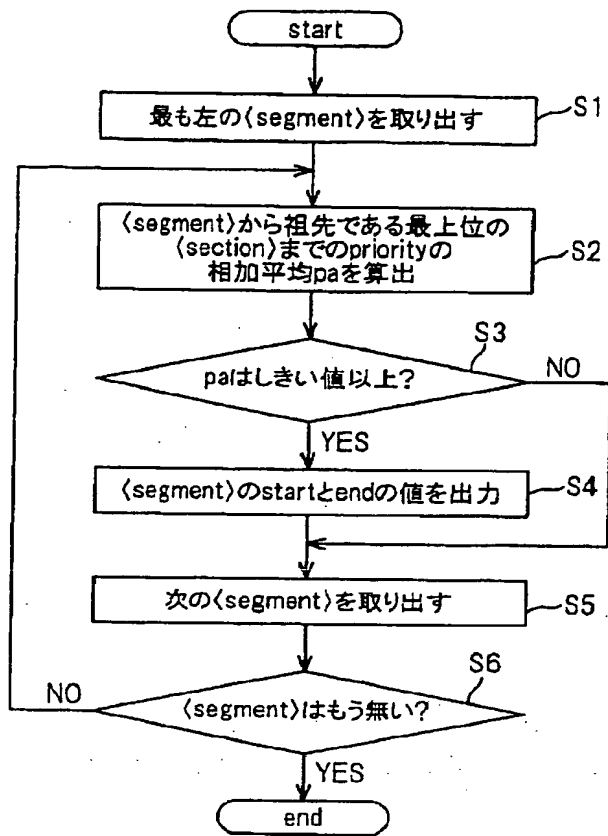 start
最も左の〈segment〉を取り出す
S1
〈segment〉から祖先である最上位の
〈section〉までのpriorityの
相加平均paを算出
S2
S3
paはしきい値以上?
NO
YES
〈segment〉のstartとendの値を出力
S4
次の〈segment〉を取り出す
S5
S6
NO
〈segment〉はもう無い?
YES
end